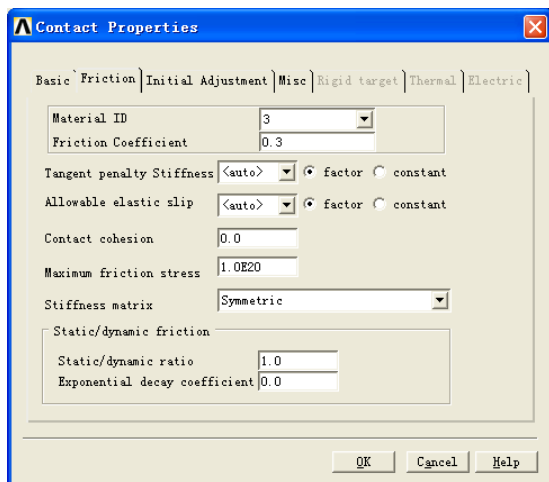 Contact Properties
Basic Friction Initial Adjustment Misc Rigid target Thermal Electric
Material ID 3
Friction Coefficient 0.3
Tangent penalty Stiffness <auto> factor constant
Allowable elastic slip <auto> factor constant
Contact cohesion 0.0
Maximum friction stress 1.0E20
Stiffness matrix Symmetric
Static/dynamic friction
Static/dynamic ratio 1.0
Exponential decay coefficient 0.0
OK Cancel Help